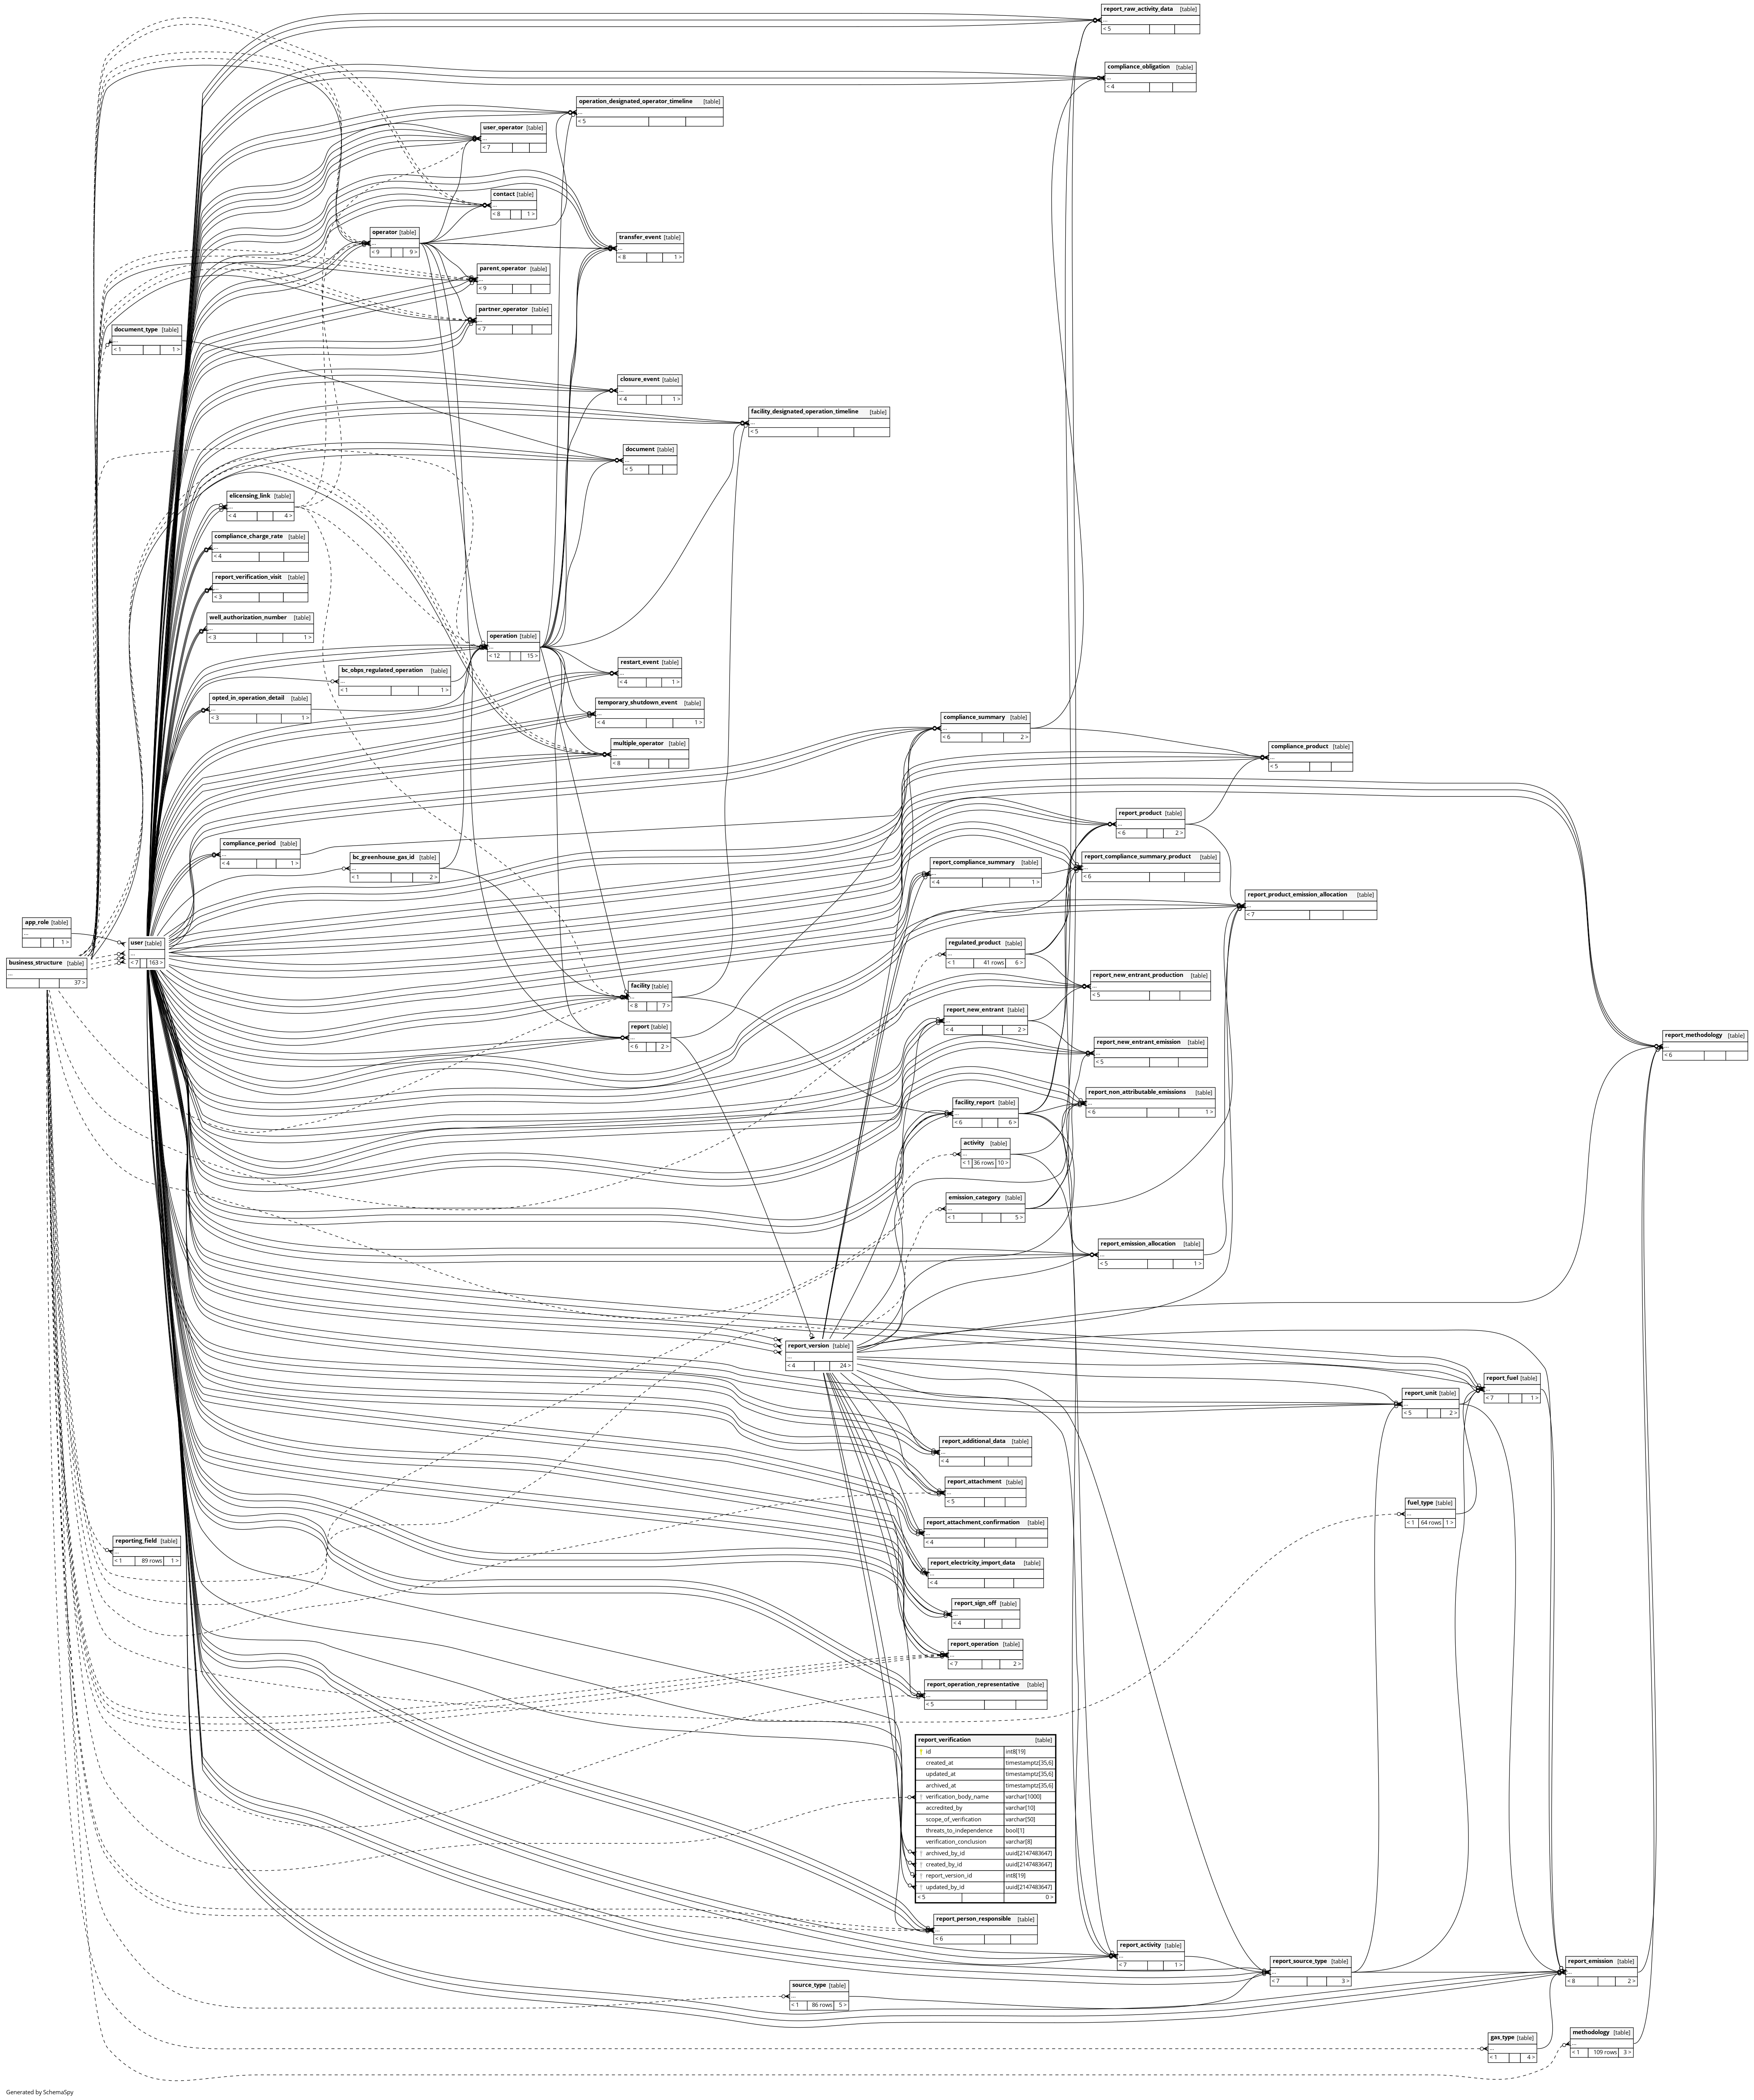 report_raw_activity_data [table]
...
< 5
compliance_obligation [table]
...
< 4
operation_designated_operator_timeline [table]
...
< 5
user_operator [table]
...
< 7
contact [table]
...
< 8 1 >
operator [table]
...
< 9 9 >
transfer_event [table]
...
< 8 1 >
parent_operator [table]
...
< 9
partner_operator [table]
...
< 7
document_type [table]
...
< 1 1 >
closure_event [table]
...
< 4 1 >
facility_designated_operation_timeline [table]
...
< 5
document [table]
...
< 5
elicensing_link [table]
...
< 4 4 >
compliance_charge_rate [table]
...
< 4
report_verification_visit [table]
...
< 3
well_authorization_number [table]
...
< 3 1 >
operation [table]
...
< 12 15 >
bc_obps_regulated_operation [table]
...
< 1 1 >
restart_event [table]
...
< 4 1 >
opted_in_operation_detail [table]
...
< 3 1 >
temporary_shutdown_event [table]
...
< 4 1 >
multiple_operator [table]
...
< 8
compliance_summary [table]
...
< 6 2 >
compliance_product [table]
...
< 5
report_product [table]
...
< 6 2 >
compliance_period [table]
...
< 4 1 >
bc_greenhouse_gas_id [table]
...
< 1 2 >
report_compliance_summary [table]
...
< 4 1 >
report_compliance_summary_product [table]
...
< 6
report_product_emission_allocation [table]
...
< 7
app_role [table]
...
1 >
user [table]
...
< 7 163 >
business_structure [table]
...
37 >
regulated_product [table]
...
< 1 41 rows 6 >
report_new_entrant_production [table]
...
< 5
facility [table]
...
< 8 7 >
report [table]
...
< 6 2 >
report_new_entrant [table]
...
< 4 2 >
report_new_entrant_emission [table]
...
< 5
report_methodology [table]
...
< 6
report_non_attributable_emissions [table]
...
< 6 1 >
facility_report [table]
...
< 6 6 >
activity [table]
...
< 1 36 rows 10 >
emission_category [table]
...
< 1 5 >
report_emission_allocation [table]
...
< 5 1 >
report_version [table]
...
< 4 24 >
report_fuel [table]
...
< 7 1 >
report_unit [table]
...
< 5 2 >
report_additional_data [table]
...
< 4
report_attachment [table]
...
< 5
fuel_type [table]
...
< 1 64 rows 1 >
report_attachment_confirmation [table]
...
< 4
reporting_field [table]
...
< 1 89 rows 1 >
report_electricity_import_data [table]
...
< 4
report_sign_off [table]
...
< 4
report_operation [table]
...
< 7 2 >
report_operation_representative [table]
...
< 5
report_verification [table]
id int8[19]
created_at timestamptz[35,6]
updated_at timestamptz[35,6]
archived_at timestamptz[35,6]
verification_body_name varchar[1000]
accredited_by varchar[10]
scope_of_verification varchar[50]
threats_to_independence bool[1]
verification_conclusion varchar[8]
archived_by_id uuid[2147483647]
created_by_id uuid[2147483647]
report_version_id int8[19]
updated_by_id uuid[2147483647]
< 5 0 >
report_person_responsible [table]
...
< 6
report_activity [table]
...
< 7 1 >
report_source_type [table]
...
< 7 3 >
report_emission [table]
...
< 8 2 >
source_type [table]
...
< 1 86 rows 5 >
gas_type [table]
...
< 1 4 >
methodology [table]
...
< 1 109 rows 3 >
Generated by SchemaSpy